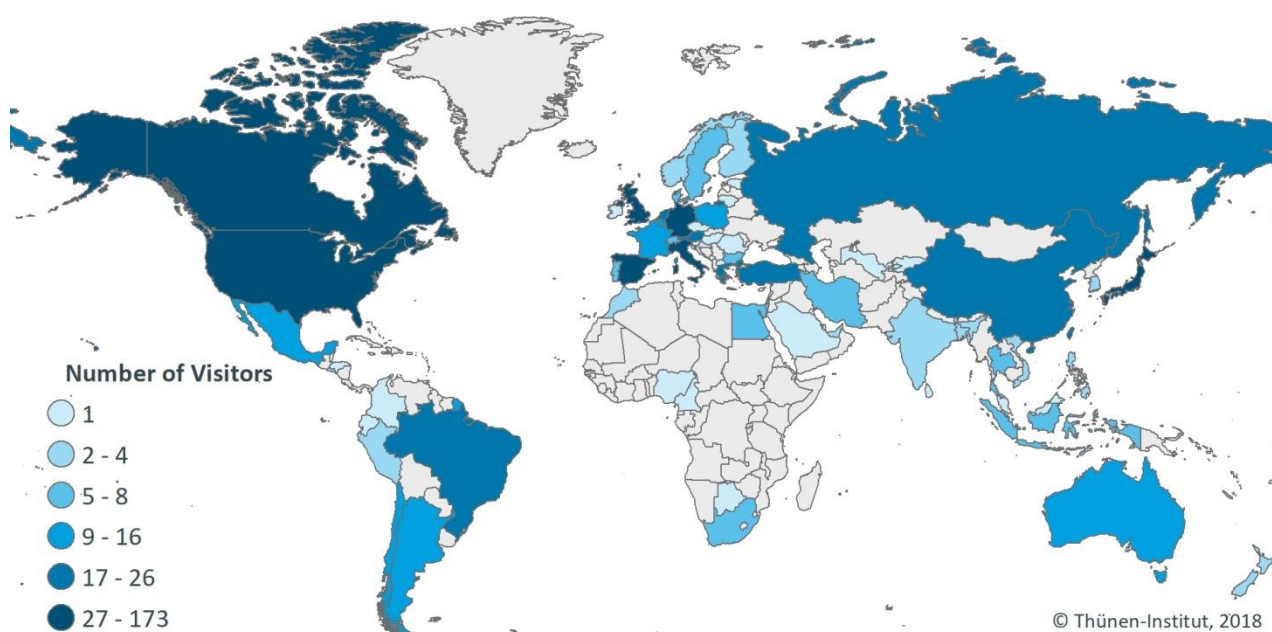 Number of Visitors
1
2 - 4
5 - 8
9 - 16
17 - 26
27 - 173
© Thünen-Institut, 2018